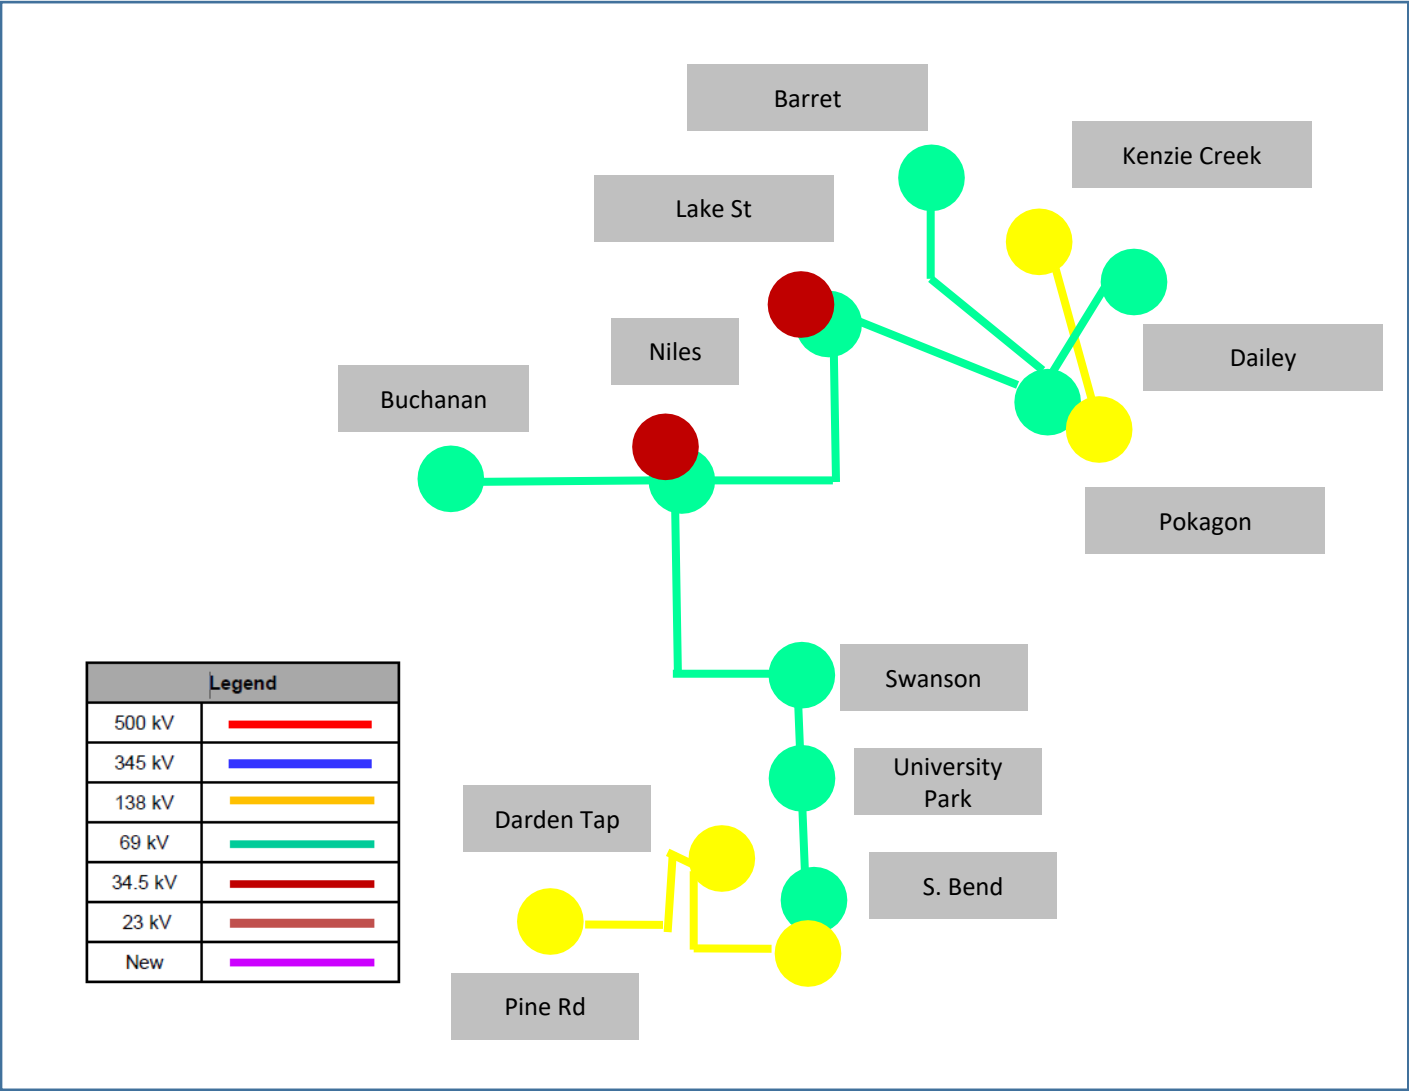 Barret
Kenzie Creek
Lake St
Niles
Dailey
Buchanan
Pokagon
Swanson
University
Park
Darden Tap
S. Bend
Pine Rd
Legend
500 kV
345 kV
138 kV
69 kV
34.5 kV
23 kV
New